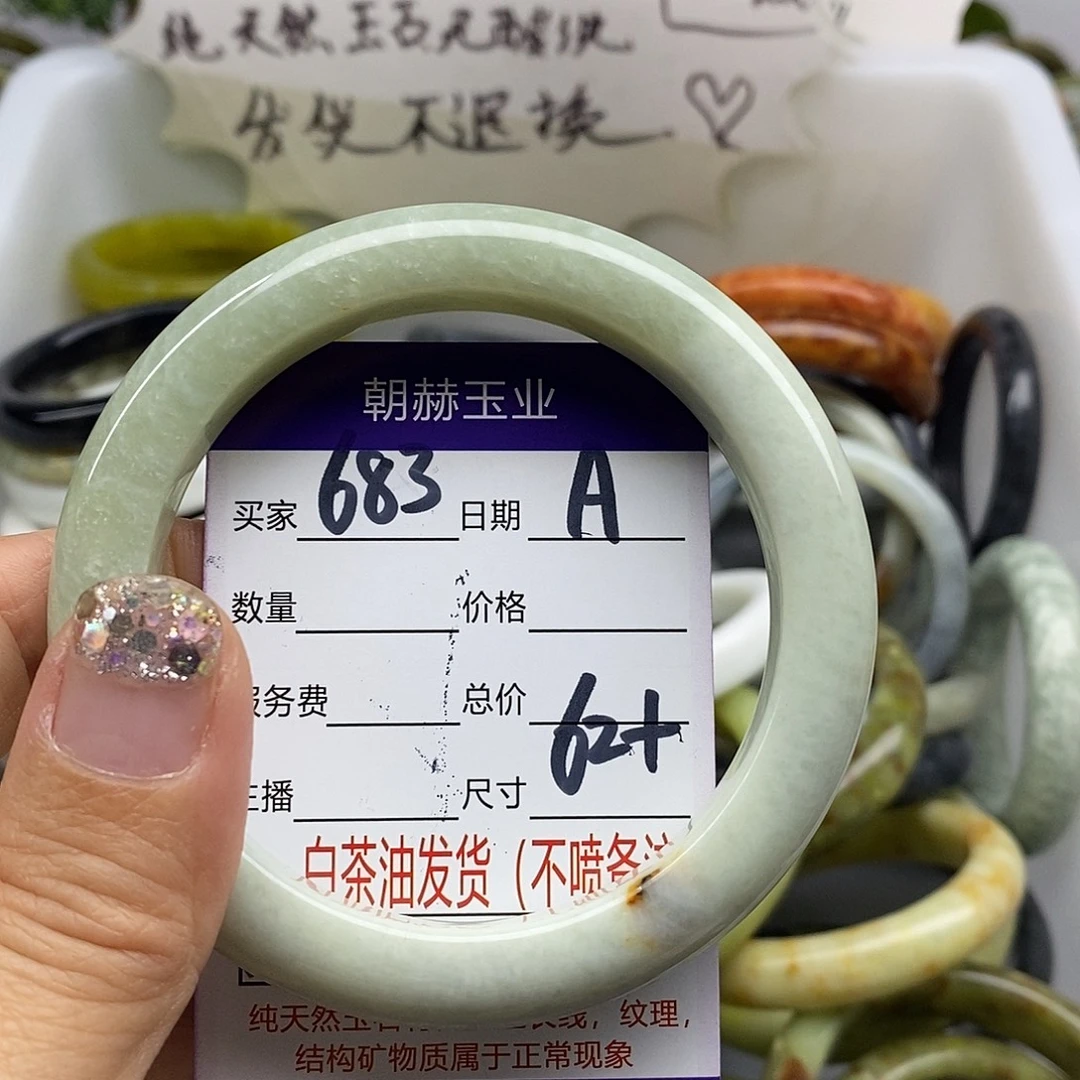 纯天然玉石无酸洗
售出不退换
朝赫玉业
买家 683 日期 A
数量 价格
服务费 总价 62+
主播 尺寸
白茶油发货（不喷备注
纯天然玉石 纹理，
结构矿物质属于正常现象